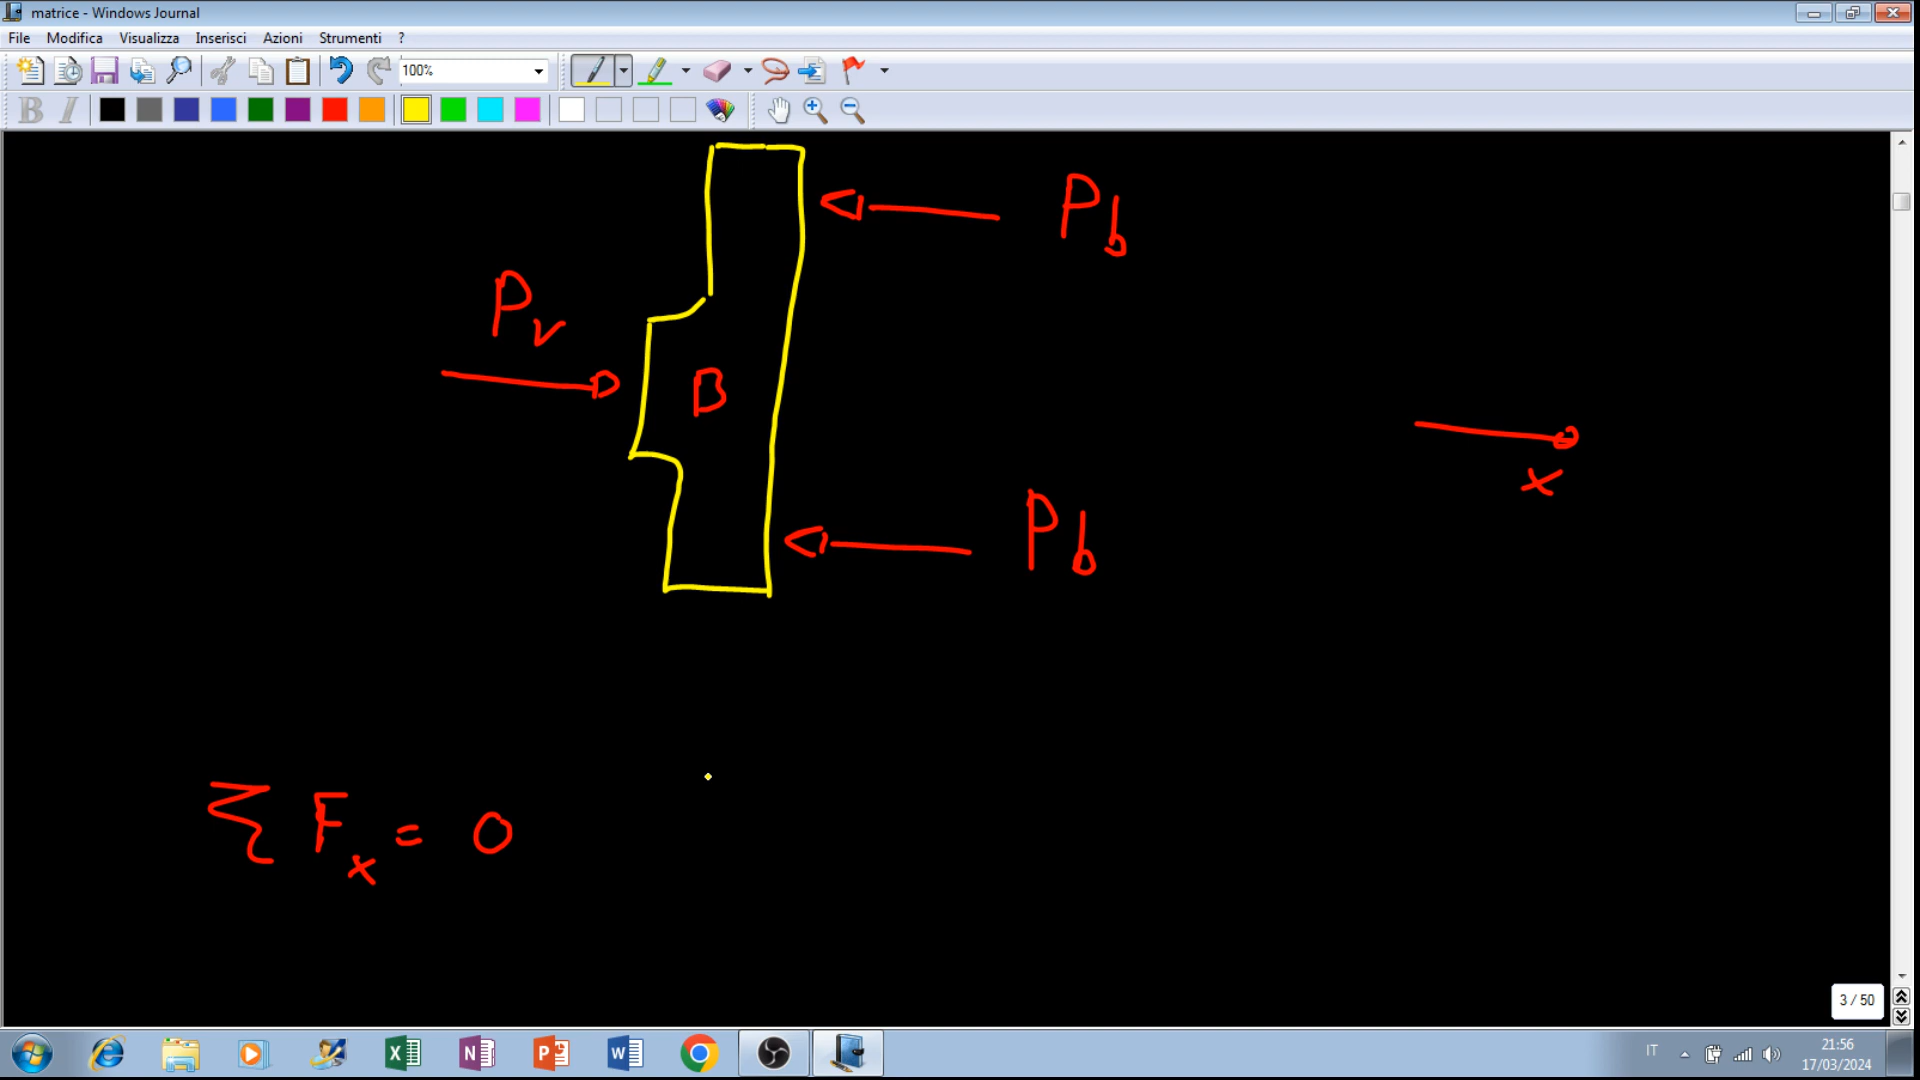 matrice - Windows Journal
File Modifica Visualizza Inserisci Azioni Strumenti ?
100%
B I
Pb
Pv
B
x
Pb
Σ Fx = 0
3 / 50
IT
21:56
17/03/2024